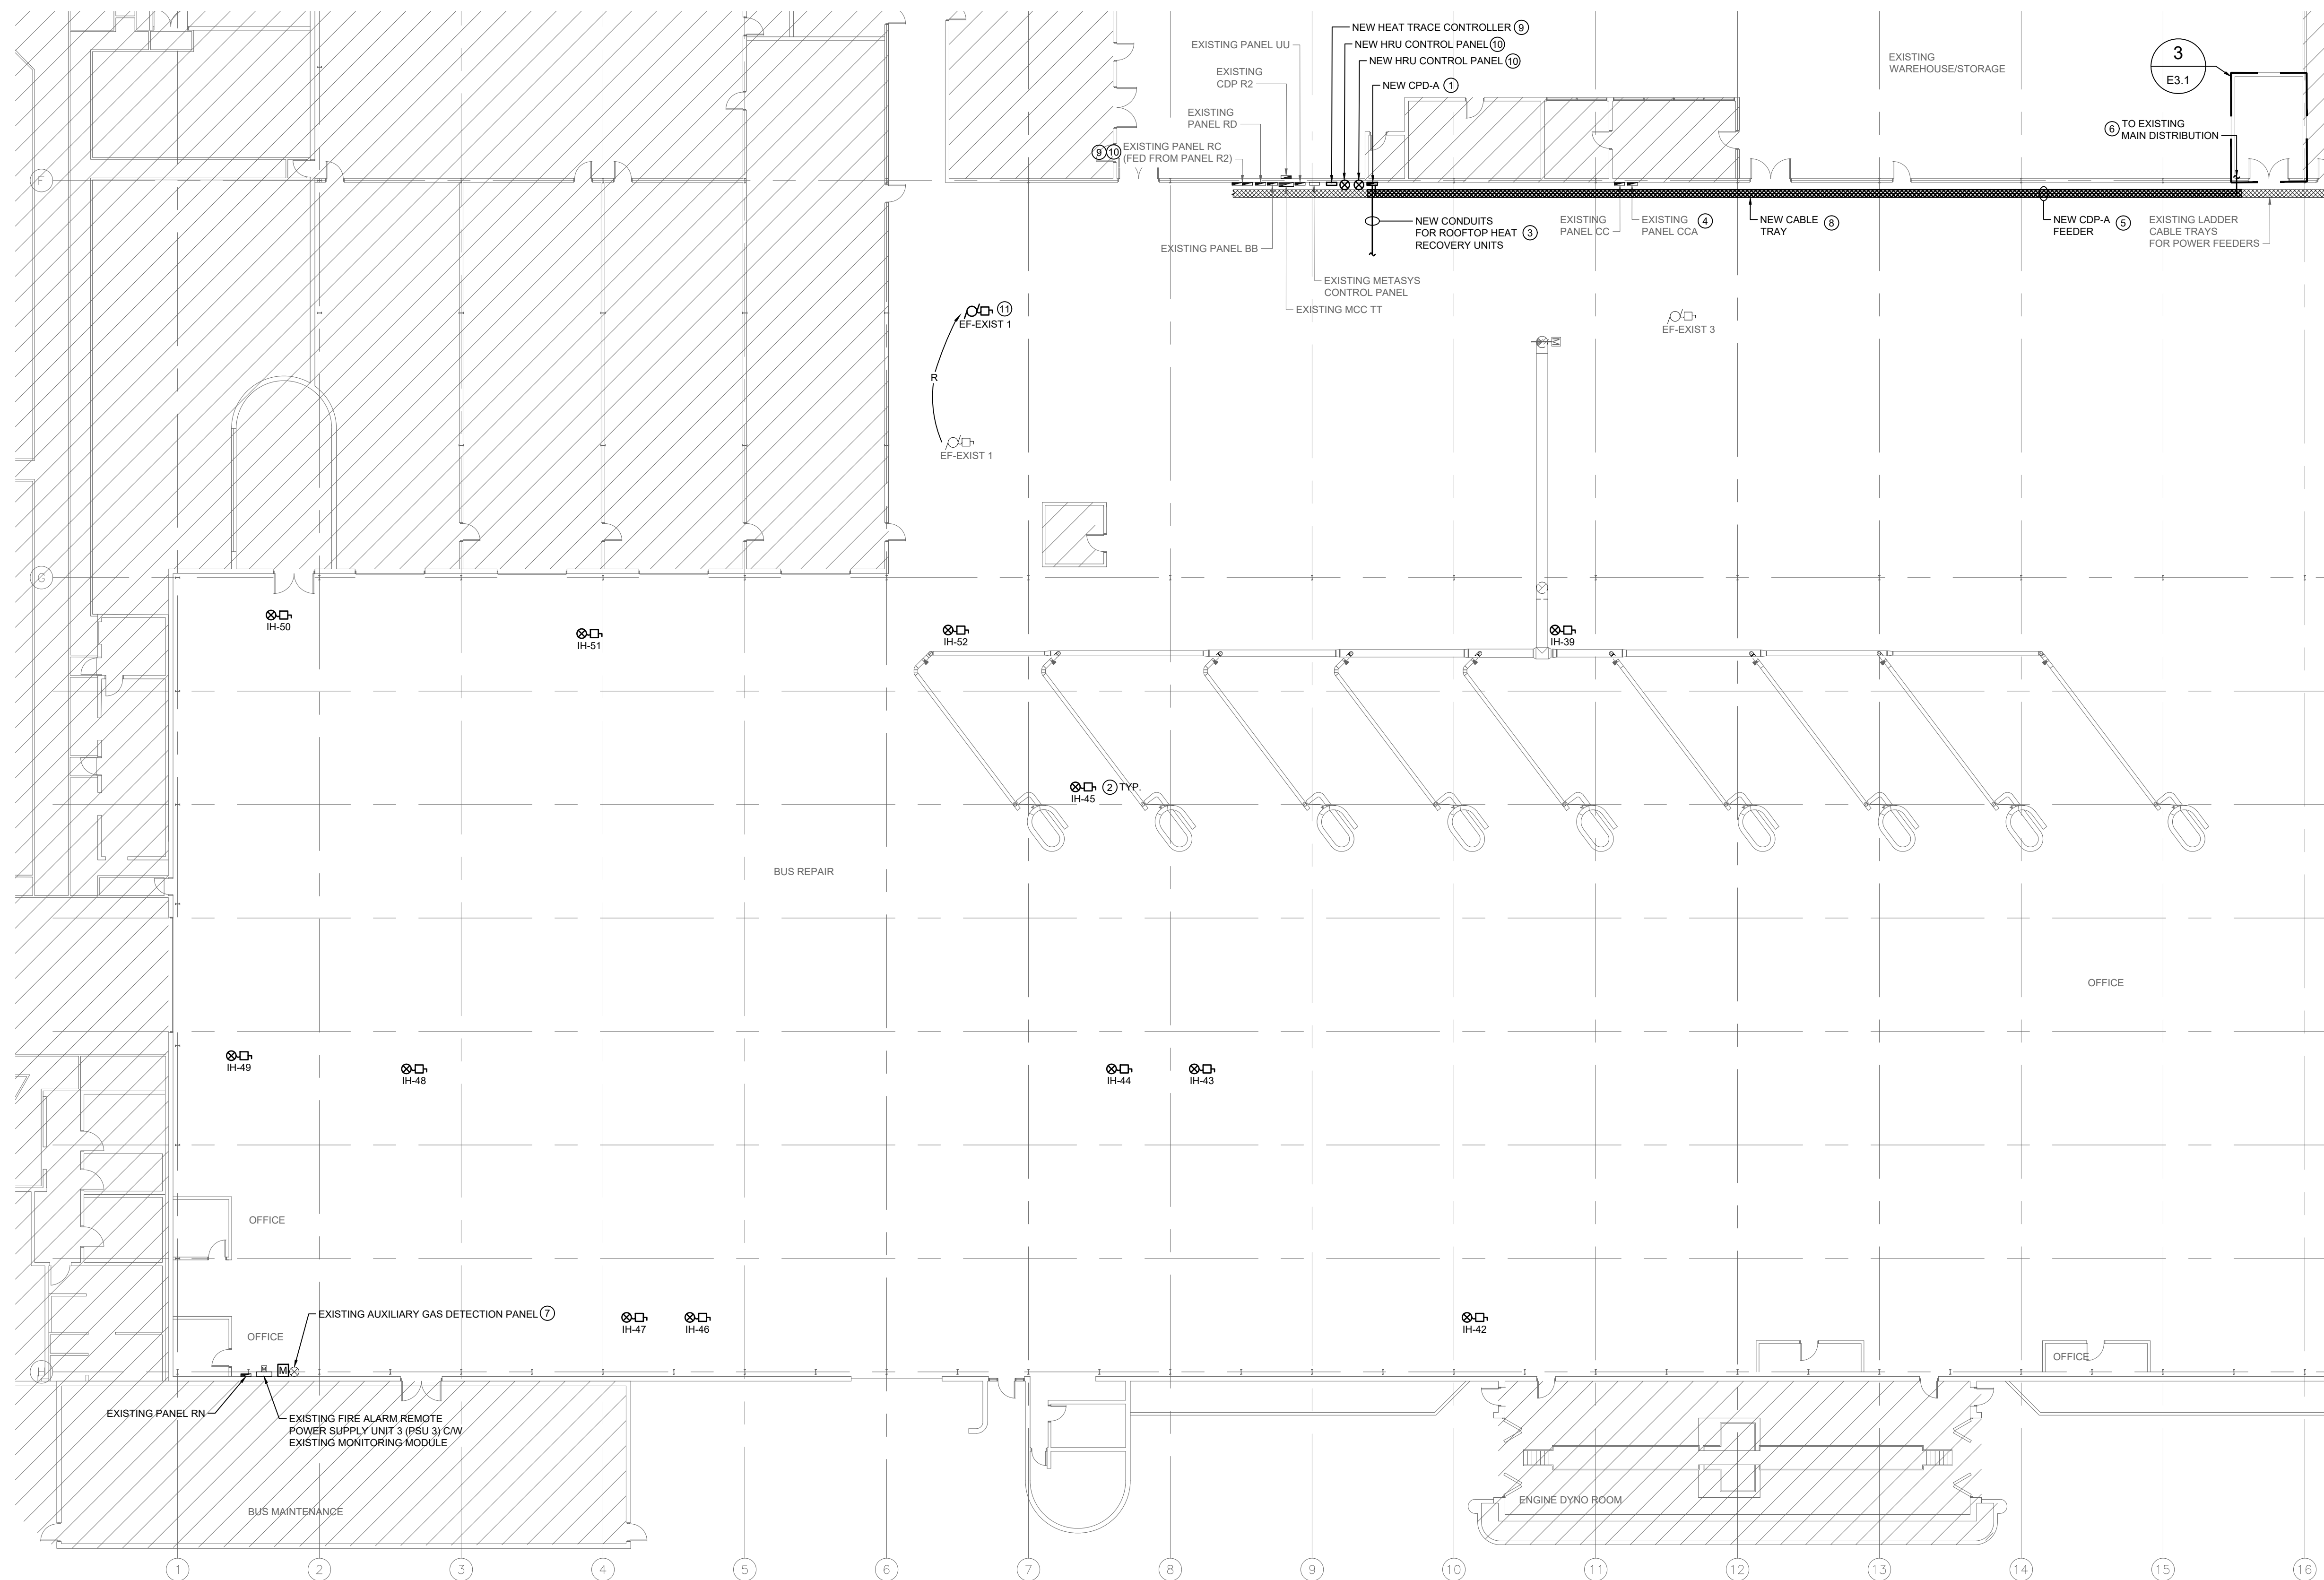 NEW HEAT TRACE CONTROLLER 9
EXISTING PANEL UU
NEW HRU CONTROL PANEL 10
NEW HRU CONTROL PANEL 10
EXISTING
CDP R2
NEW CPD-A 1
EXISTING
WAREHOUSE/STORAGE
3
E3.1
EXISTING
PANEL RD
6 TO EXISTING
MAIN DISTRIBUTION
9 10 EXISTING PANEL RC
(FED FROM PANEL R2)
F
EXISTING PANEL BB
NEW CONDUITS
FOR ROOFTOP HEAT 3
RECOVERY UNITS
EXISTING
PANEL CC
EXISTING 4
PANEL CCA
NEW CABLE 8
TRAY
NEW CDP-A 5
FEEDER
EXISTING LADDER
CABLE TRAYS
FOR POWER FEEDERS
EXISTING METASYS
CONTROL PANEL
EXISTING MCC TT
11
EF-EXIST 1
EF-EXIST 3
M
R
EF-EXIST 1
G
IH-50
IH-51
IH-52
IH-39
2 TYP.
IH-45
BUS REPAIR
OFFICE
IH-49
IH-48
IH-44
IH-43
OFFICE
EXISTING AUXILIARY GAS DETECTION PANEL 7
OFFICE
IH-47
IH-46
IH-42
OFFICE
H
M
M
EXISTING PANEL RN
EXISTING FIRE ALARM REMOTE
POWER SUPPLY UNIT 3 (PSU 3) C/W
EXISTING MONITORING MODULE
BUS MAINTENANCE
ENGINE DYNO ROOM
1 2 3 4 5 6 7 8 9 10 11 12 13 14 15 16